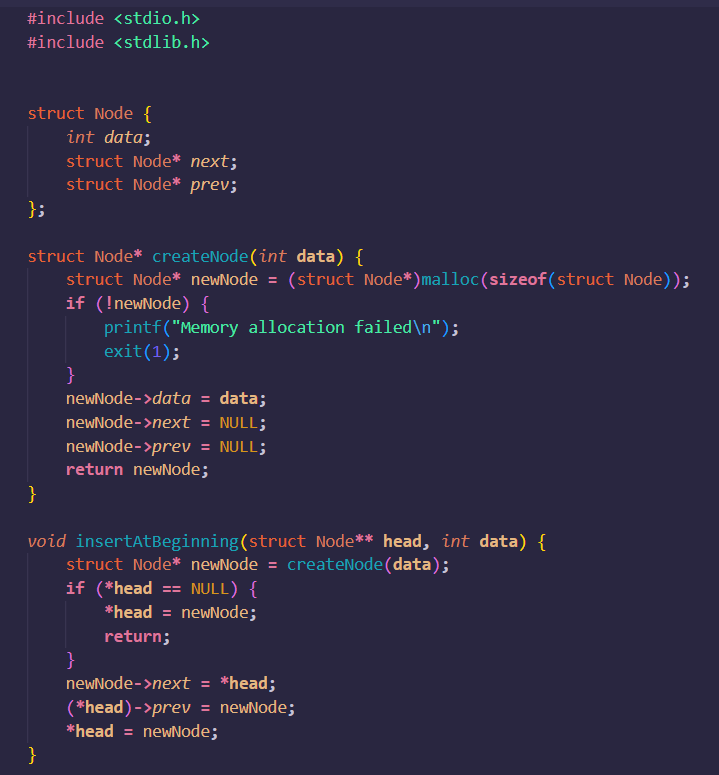 #include <stdio.h>
#include <stdlib.h>
struct Node {
    int data;
    struct Node* next;
    struct Node* prev;
};
struct Node* createNode(int data) {
    struct Node* newNode = (struct Node*)malloc(sizeof(struct Node));
    if (!newNode) {
        printf("Memory allocation failed\n");
        exit(1);
    }
    newNode->data = data;
    newNode->next = NULL;
    newNode->prev = NULL;
    return newNode;
}
void insertAtBeginning(struct Node** head, int data) {
    struct Node* newNode = createNode(data);
    if (*head == NULL) {
        *head = newNode;
        return;
    }
    newNode->next = *head;
    (*head)->prev = newNode;
    *head = newNode;
}